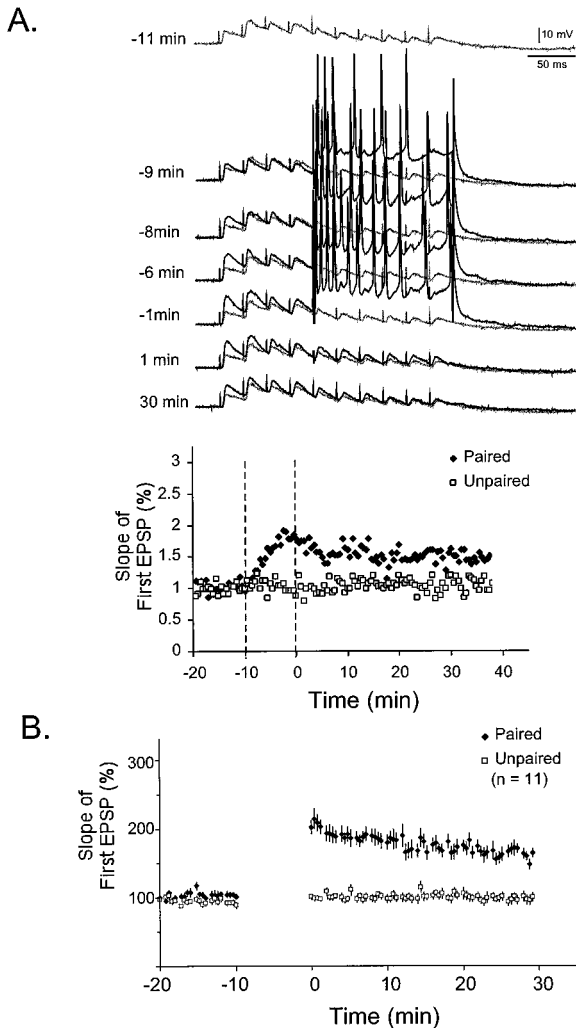 A.
-11 min
10 mV
50 ms
-9 min
-8min
-6 min
-1min
1 min
30 min
3
2.5
2
1.5
1
0.5
0
Slope of
First EPSP (%)
Paired
Unpaired
-20
-10
0
10
20
30
40
Time (min)
B.
300
200
100
Slope of
First EPSP (%)
Paired
Unpaired
(n = 11)
-20
-10
0
10
20
30
Time (min)